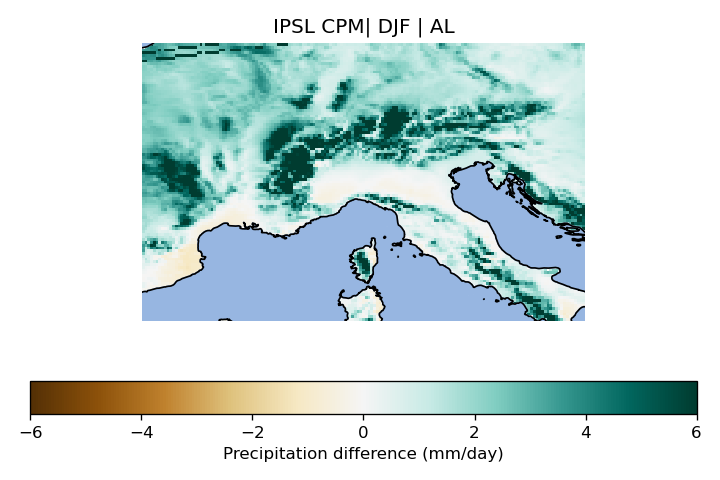 IPSL CPM| DJF | AL
−6 −4 −2 0 2 4 6
Precipitation difference (mm/day)